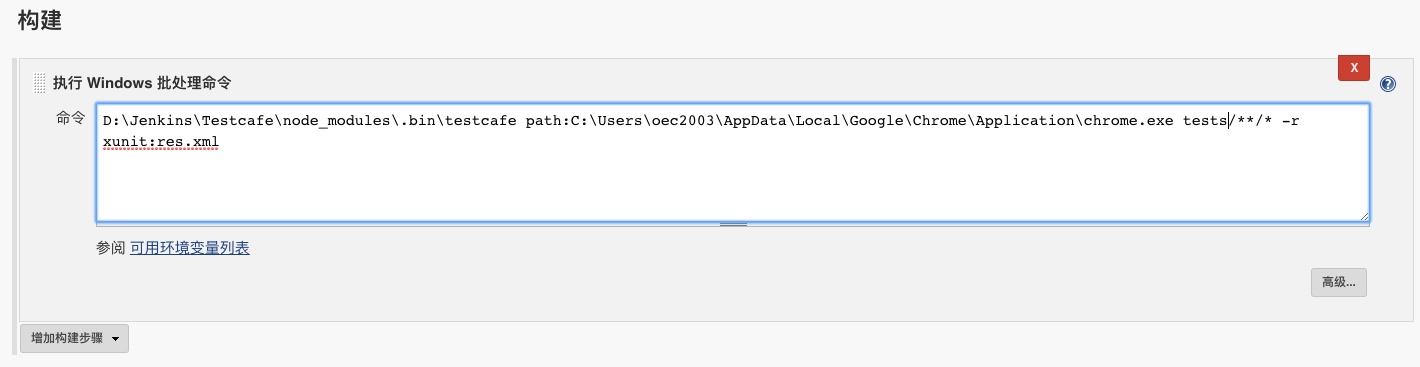 构建
X
执行 Windows 批处理命令
?
命令
D:\Jenkins\Testcafe\node_modules\.bin\testcafe path:C:\Users\oec2003\AppData\Local\Google\Chrome\Application\chrome.exe tests/**/* -r
xunit:res.xml
参阅 可用环境变量列表
高级...
增加构建步骤